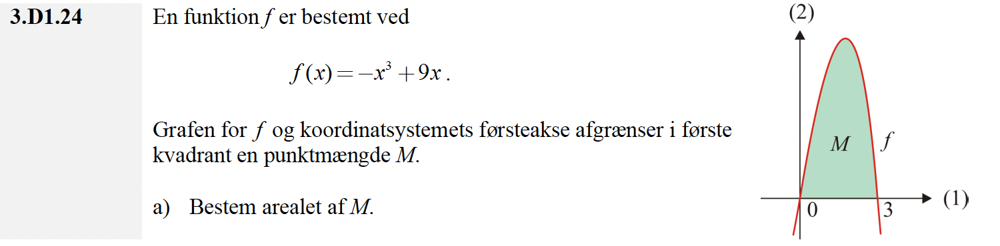 3.D1.24
En funktion f er bestemt ved
f(x) = −x³ + 9x.
Grafen for f og koordinatsystemets førsteakse afgrænser i første
kvadrant en punktmængde M.
a) Bestem arealet af M.
(2)
M
f
(1)
0
3